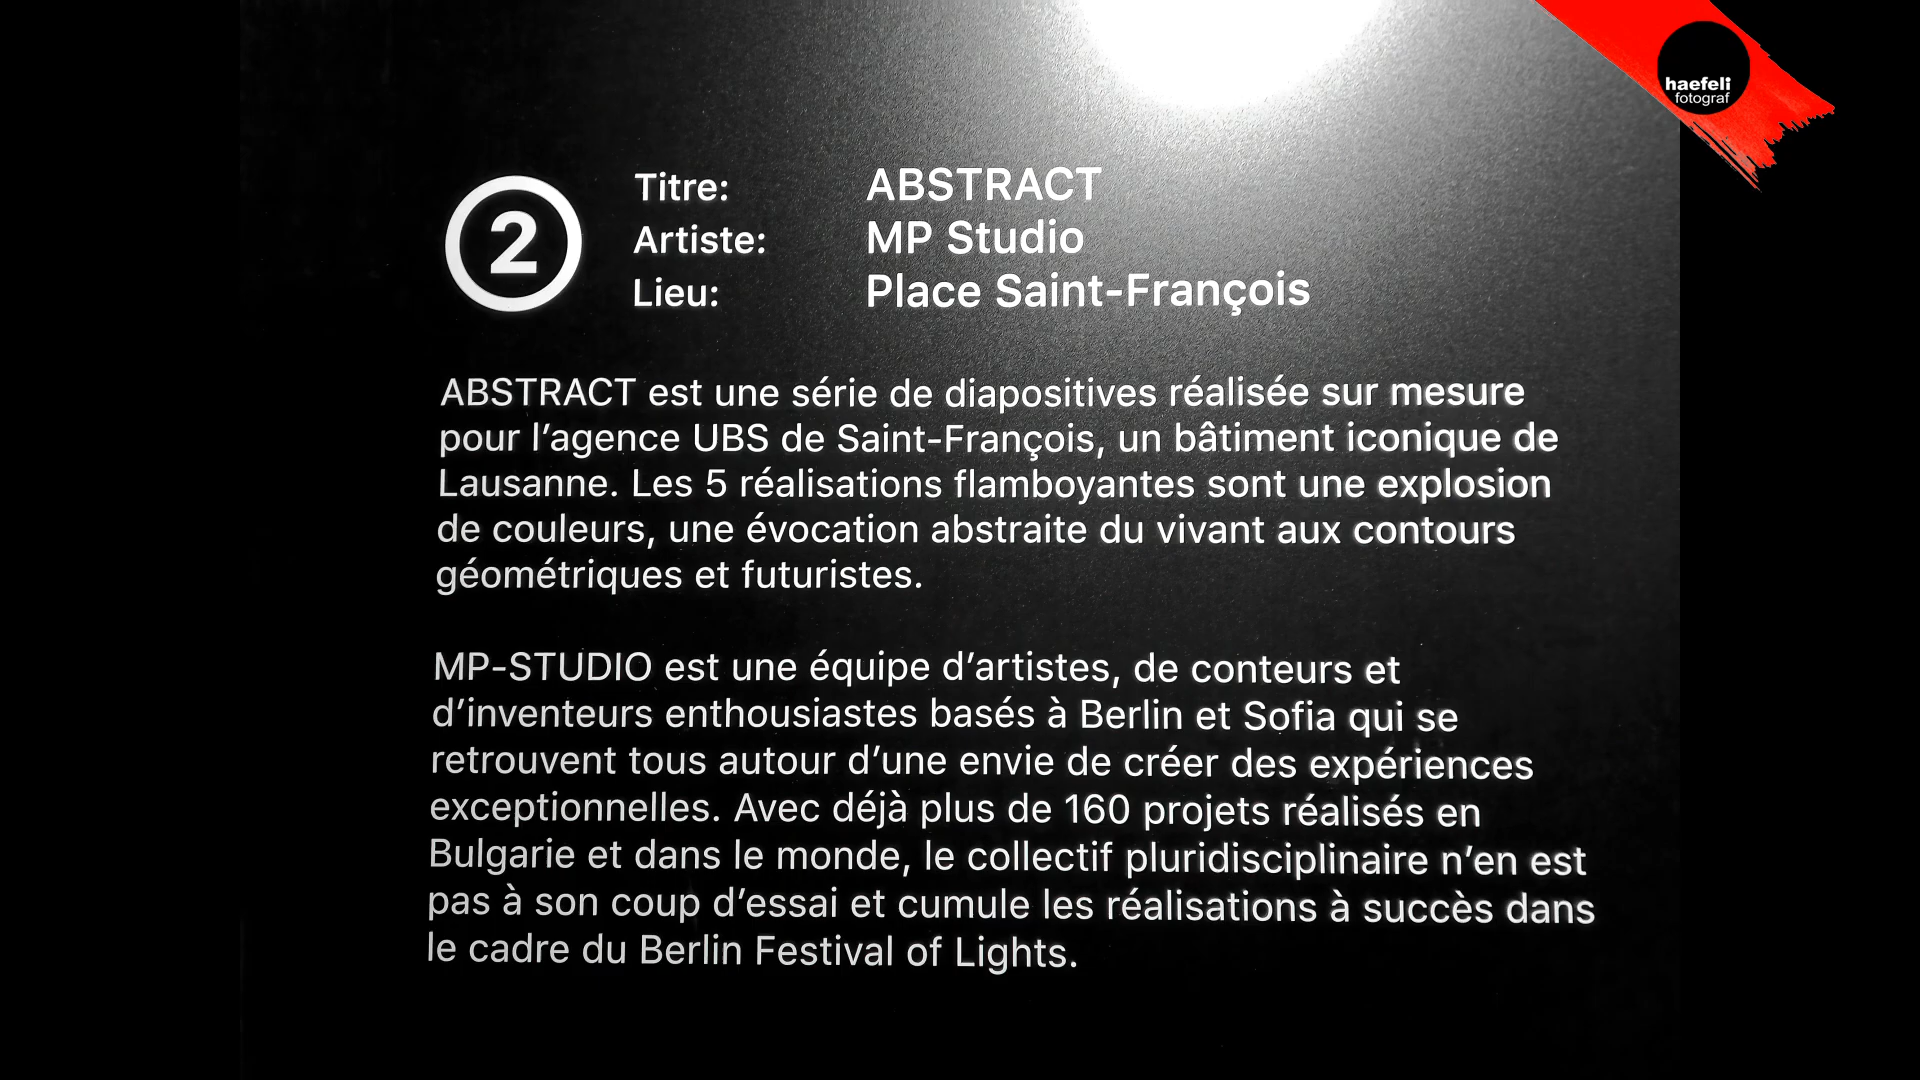 haefeli
fotograf
2
Titre: ABSTRACT
Artiste: MP Studio
Lieu: Place Saint-François
ABSTRACT est une série de diapositives réalisée sur mesure
pour l’agence UBS de Saint-François, un bâtiment iconique de
Lausanne. Les 5 réalisations flamboyantes sont une explosion
de couleurs, une évocation abstraite du vivant aux contours
géométriques et futuristes.
MP-STUDIO est une équipe d’artistes, de conteurs et
d’inventeurs enthousiastes basés à Berlin et Sofia qui se
retrouvent tous autour d’une envie de créer des expériences
exceptionnelles. Avec déjà plus de 160 projets réalisés en
Bulgarie et dans le monde, le collectif pluridisciplinaire n’en est
pas à son coup d’essai et cumule les réalisations à succès dans
le cadre du Berlin Festival of Lights.